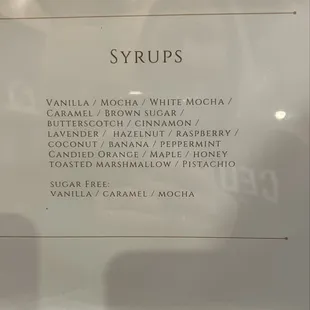 SYRUPS
VANILLA / MOCHA / WHITE MOCHA /
CARAMEL / BROWN SUGAR /
BUTTERSCOTCH / CINNAMON /
LAVENDER / HAZELNUT / RASPBERRY /
COCONUT / BANANA / PEPPERMINT
CANDIED ORANGE / MAPLE / HONEY
TOASTED MARSHMALLOW / PISTACHIO
SUGAR FREE:
VANILLA / CARAMEL / MOCHA